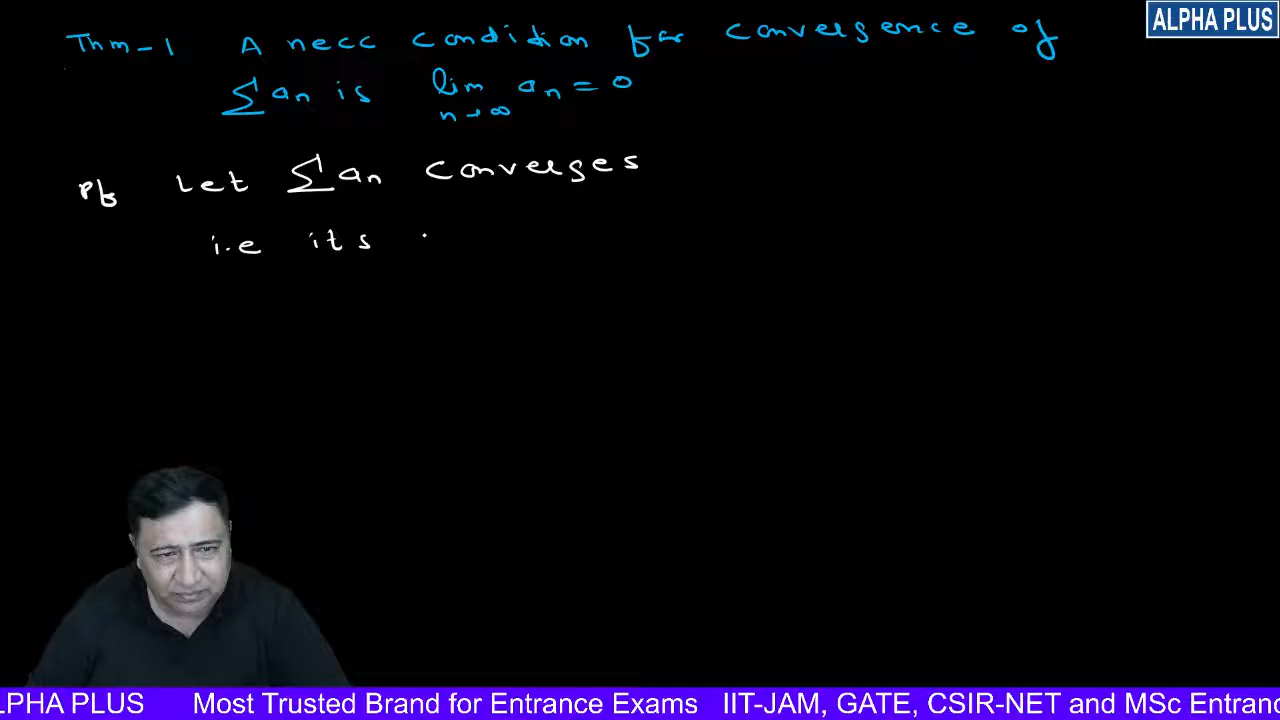 ALPHA PLUS
Thm-1 A necc condition for convergence of
∑an is lim an = 0
n→∞
Pf Let ∑an converges
i.e its
LPHA PLUS Most Trusted Brand for Entrance Exams IIT-JAM, GATE, CSIR-NET and MSc Entranc